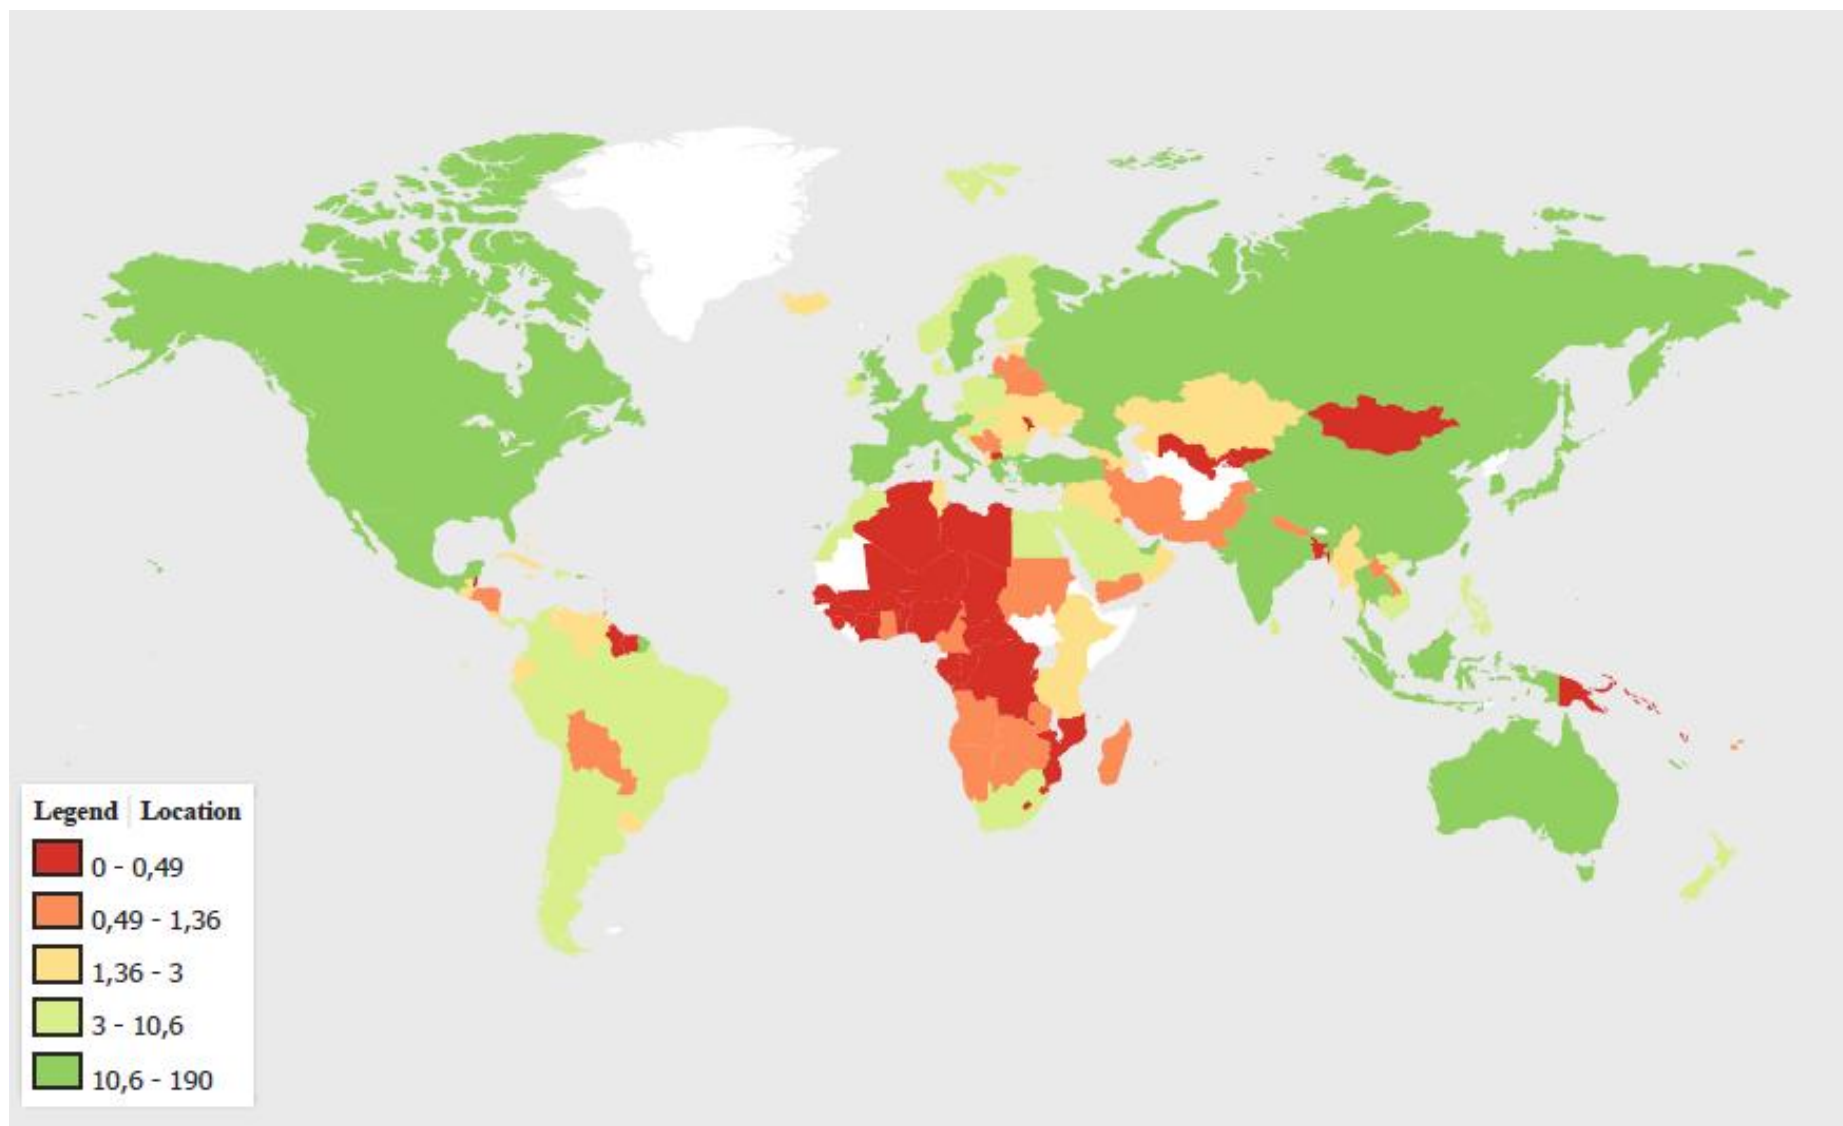 Legend Location
0 - 0,49
0,49 - 1,36
1,36 - 3
3 - 10,6
10,6 - 190